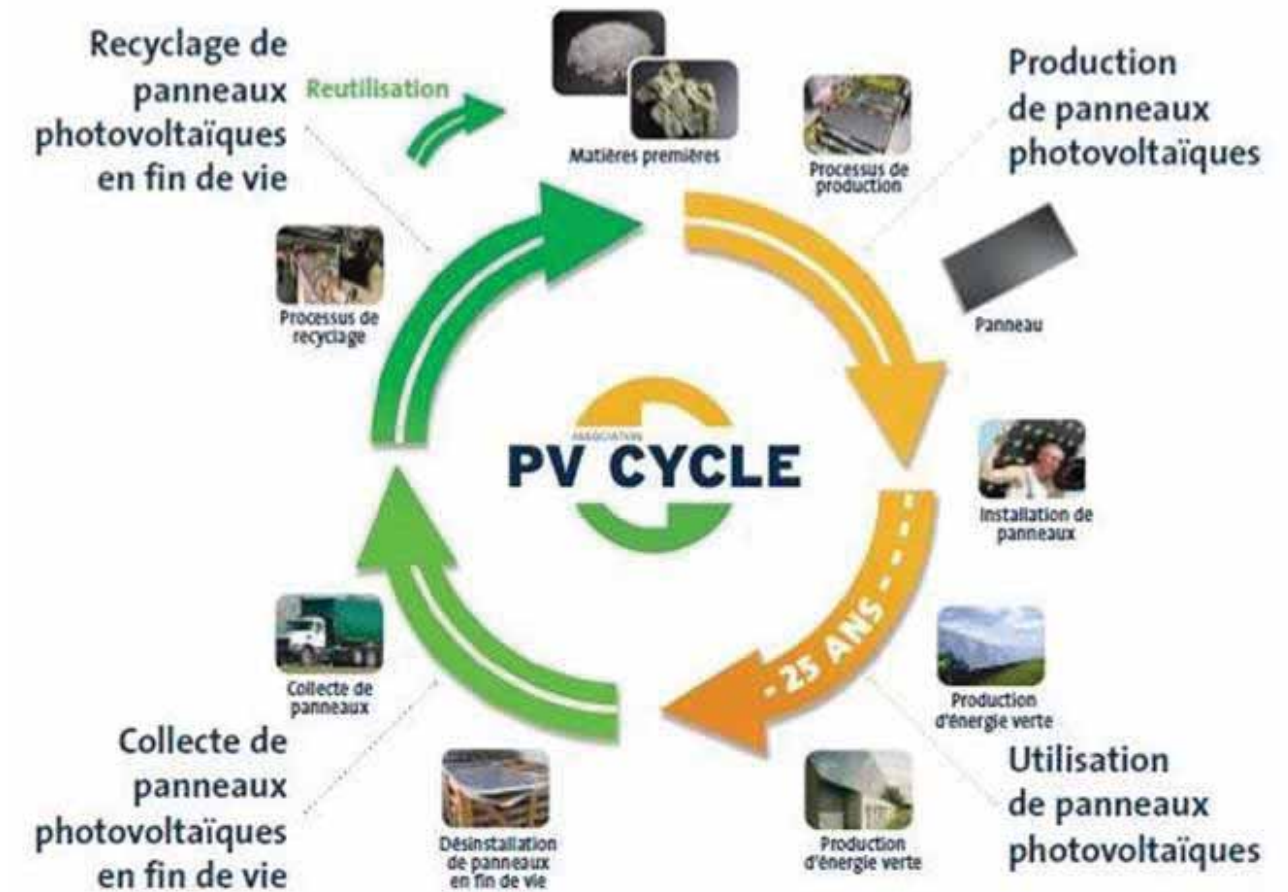 Recyclage de
panneaux
photovoltaïques
en fin de vie
Reutilisation
Matières premières
Processus de
production
Production
de panneaux
photovoltaïques
Panneau
Processus de
recyclage
ASSOCIATION
PV CYCLE
Installation de
panneaux
- 25 ANS - - - -
Production
d'énergie verte
Collecte de
panneaux
Collecte de
panneaux
photovoltaïques
en fin de vie
Désinstallation
de panneaux
en fin de vie
Production
d'énergie verte
Utilisation
de panneaux
photovoltaïques